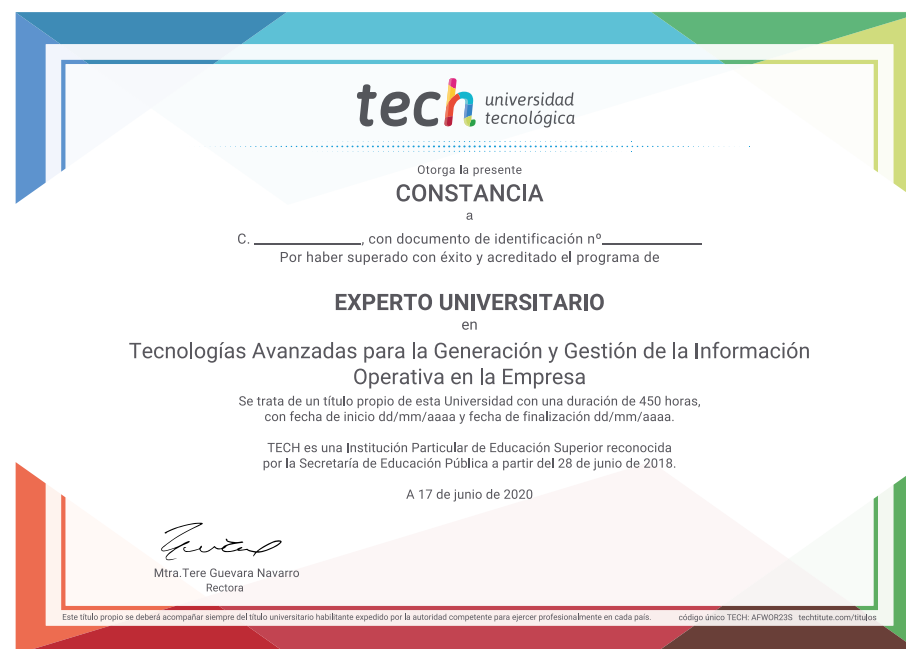 tech universidad
tecnológica
Otorga la presente
CONSTANCIA
a
C. ____________, con documento de identificación nº____________
Por haber superado con éxito y acreditado el programa de
EXPERTO UNIVERSITARIO
en
Tecnologías Avanzadas para la Generación y Gestión de la Información
Operativa en la Empresa
Se trata de un título propio de esta Universidad con una duración de 450 horas,
con fecha de inicio dd/mm/aaaa y fecha de finalización dd/mm/aaaa.
TECH es una Institución Particular de Educación Superior reconocida
por la Secretaría de Educación Pública a partir del 28 de junio de 2018.
A 17 de junio de 2020
Mtra.Tere Guevara Navarro
Rectora
Este título propio se deberá acompañar siempre del título universitario habilitante expedido por la autoridad competente para ejercer profesionalmente en cada país. código único TECH: AFWOR23S techtitute.com/titulos